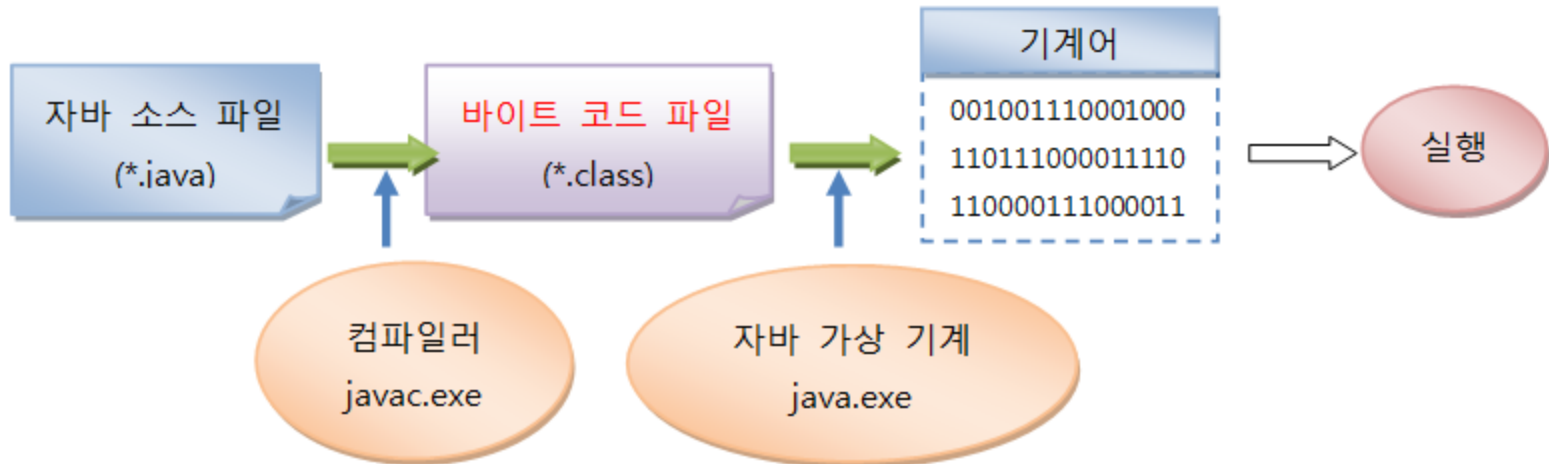 자바 소스 파일
(*.java)
바이트 코드 파일
(*.class)
기계어
001001110001000
110111000011110
110000111000011
실행
컴파일러
javac.exe
자바 가상 기계
java.exe